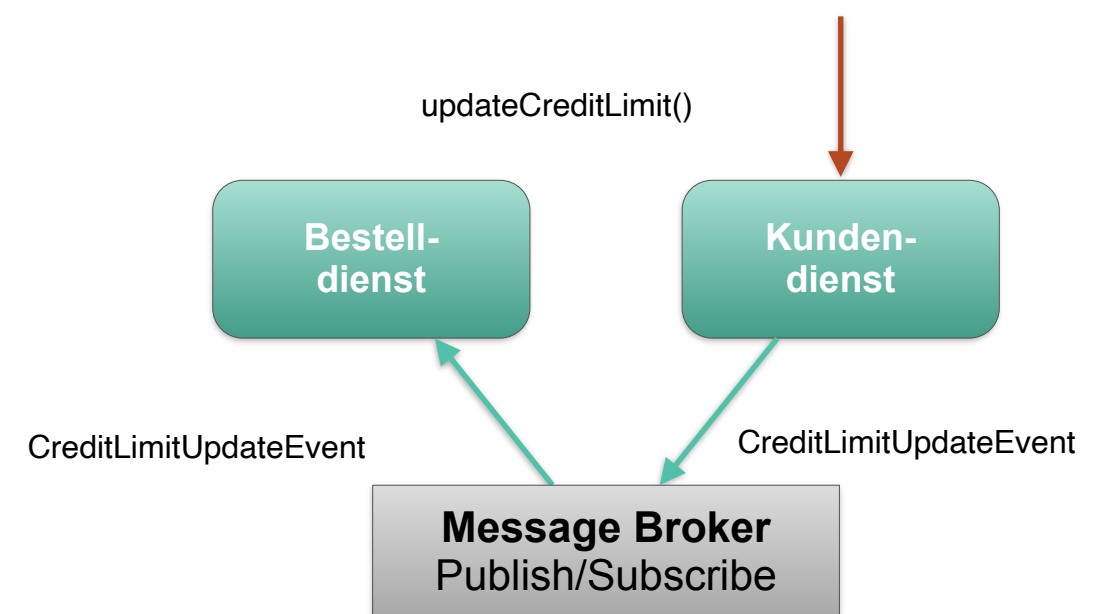 updateCreditLimit()
Bestell-
dienst
Kunden-
dienst
CreditLimitUpdateEvent
CreditLimitUpdateEvent
Message Broker
Publish/Subscribe